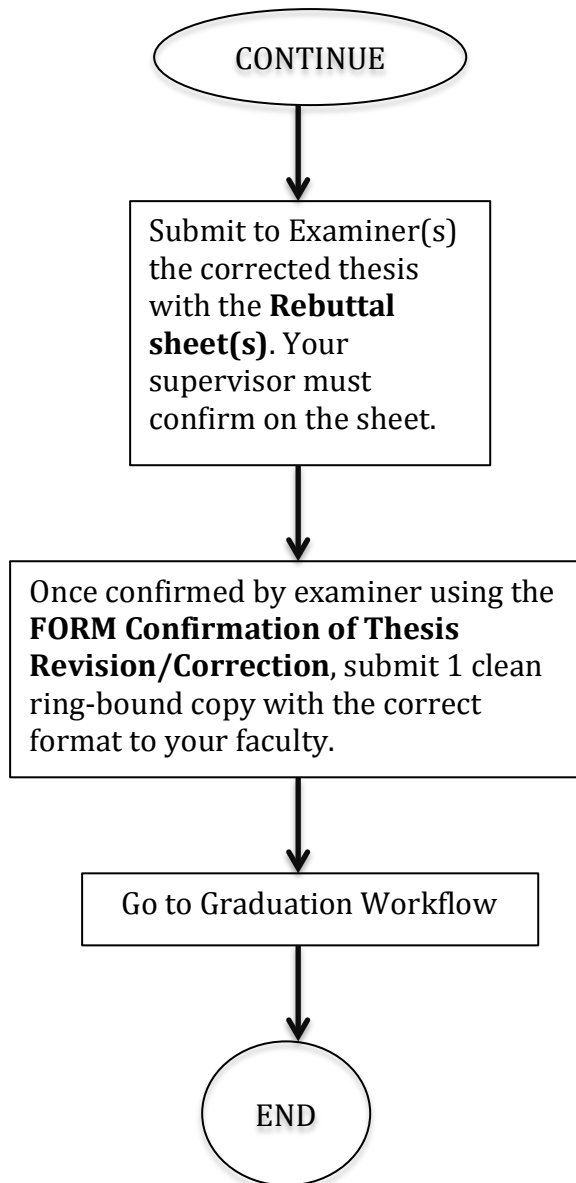 CONTINUE
Submit to Examiner(s)
the corrected thesis
with the Rebuttal
sheet(s). Your
supervisor must
confirm on the sheet.
Once confirmed by examiner using the
FORM Confirmation of Thesis
Revision/Correction, submit 1 clean
ring-bound copy with the correct
format to your faculty.
Go to Graduation Workflow
END